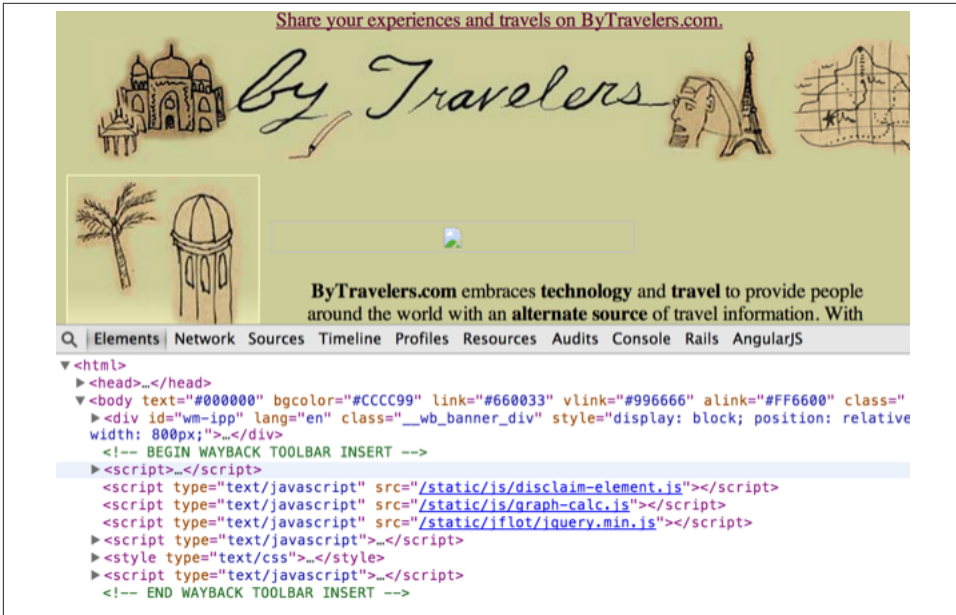 Share your experiences and travels on ByTravelers.com.
by Travelers
ByTravelers.com embraces technology and travel to provide people
around the world with an alternate source of travel information. With
Elements Network Sources Timeline Profiles Resources Audits Console Rails AngularJS
▼<html>
▶<head>…</head>
▼<body text="#000000" bgcolor="#CCCC99" link="#660033" vlink="#996666" alink="#FF6600" class="
▶<div id="wm-ipp" lang="en" class="__wb_banner_div" style="display: block; position: relative
width: 800px;">…</div>
<!-- BEGIN WAYBACK TOOLBAR INSERT -->
▶<script>…</script>
<script type="text/javascript" src="/static/js/disclaim-element.js"></script>
<script type="text/javascript" src="/static/js/graph-calc.js"></script>
<script type="text/javascript" src="/static/jflot/jquery.min.js"></script>
▶<script type="text/javascript">…</script>
▶<style type="text/css">…</style>
▶<script type="text/javascript">…</script>
<!-- END WAYBACK TOOLBAR INSERT -->